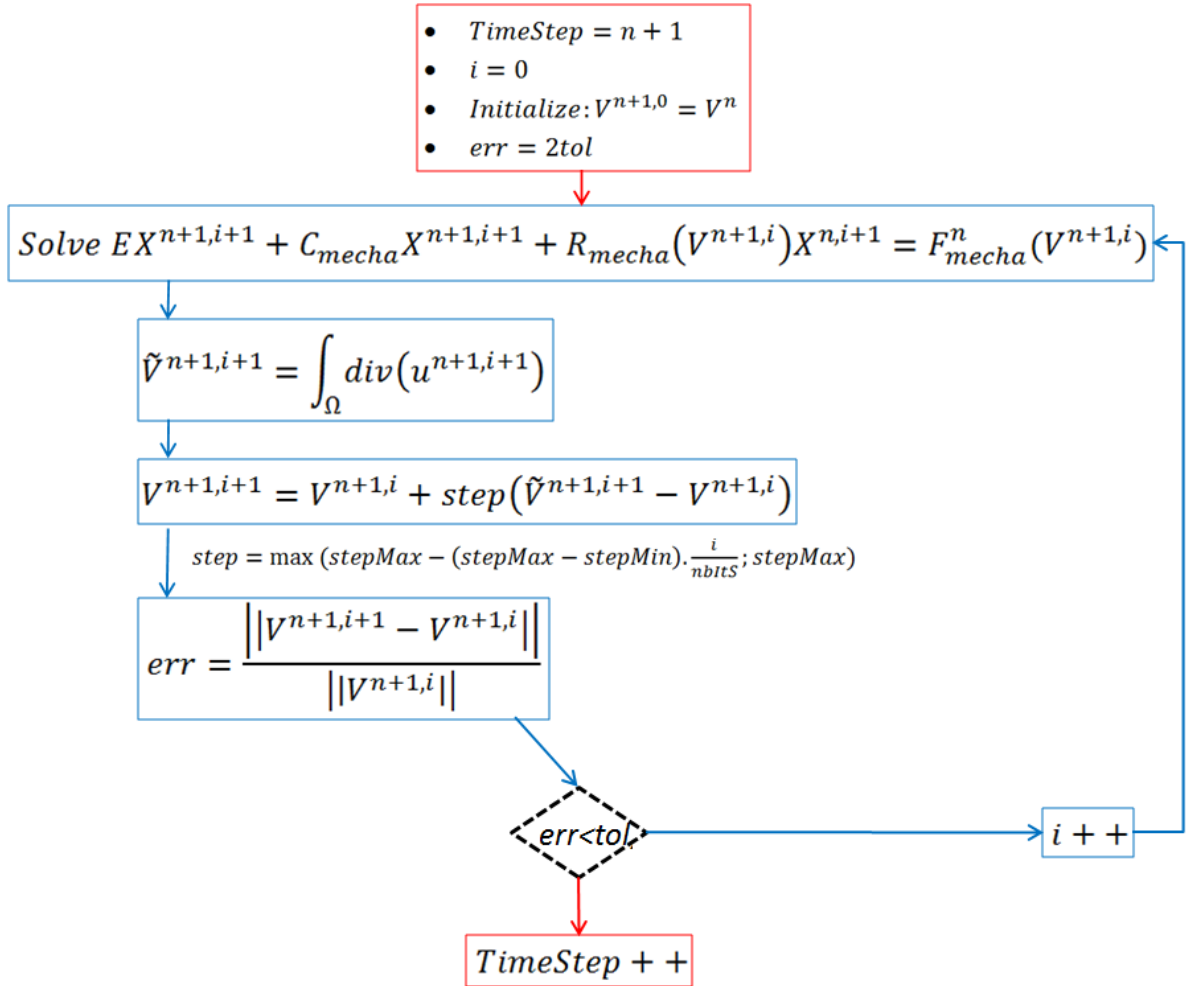 • TimeStep = n + 1
• i = 0
• Initialize: V^{n+1,0} = V^n
• err = 2tol
Solve EX^{n+1,i+1} + C_{mecha}X^{n+1,i+1} + R_{mecha}(V^{n+1,i})X^{n,i+1} = F^n_{mecha}(V^{n+1,i})
Ṽ^{n+1,i+1} = ∫_Ω div(u^{n+1,i+1})
V^{n+1,i+1} = V^{n+1,i} + step(Ṽ^{n+1,i+1} − V^{n+1,i})
step = max (stepMax − (stepMax − stepMin). \frac{i}{nbItS}; stepMax)
err = \frac{||V^{n+1,i+1} − V^{n+1,i}||}{||V^{n+1,i}||}
err<tol
i + +
TimeStep + +